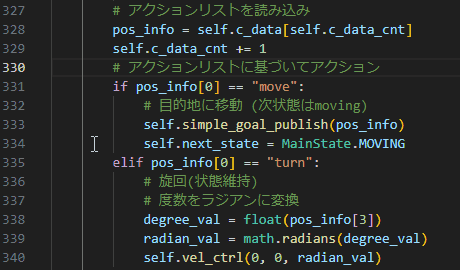 327 # アクションリストを読み込み
328 pos_info = self.c_data[self.c_data_cnt]
329 self.c_data_cnt += 1
330 # アクションリストに基づいてアクション
331 if pos_info[0] == "move":
332 # 目的地に移動 (次状態はmoving)
333 self.simple_goal_publish(pos_info)
334 self.next_state = MainState.MOVING
335 elif pos_info[0] == "turn":
336 # 旋回(状態維持)
337 # 度数をラジアンに変換
338 degree_val = float(pos_info[3])
339 radian_val = math.radians(degree_val)
340 self.vel_ctrl(0, 0, radian_val)